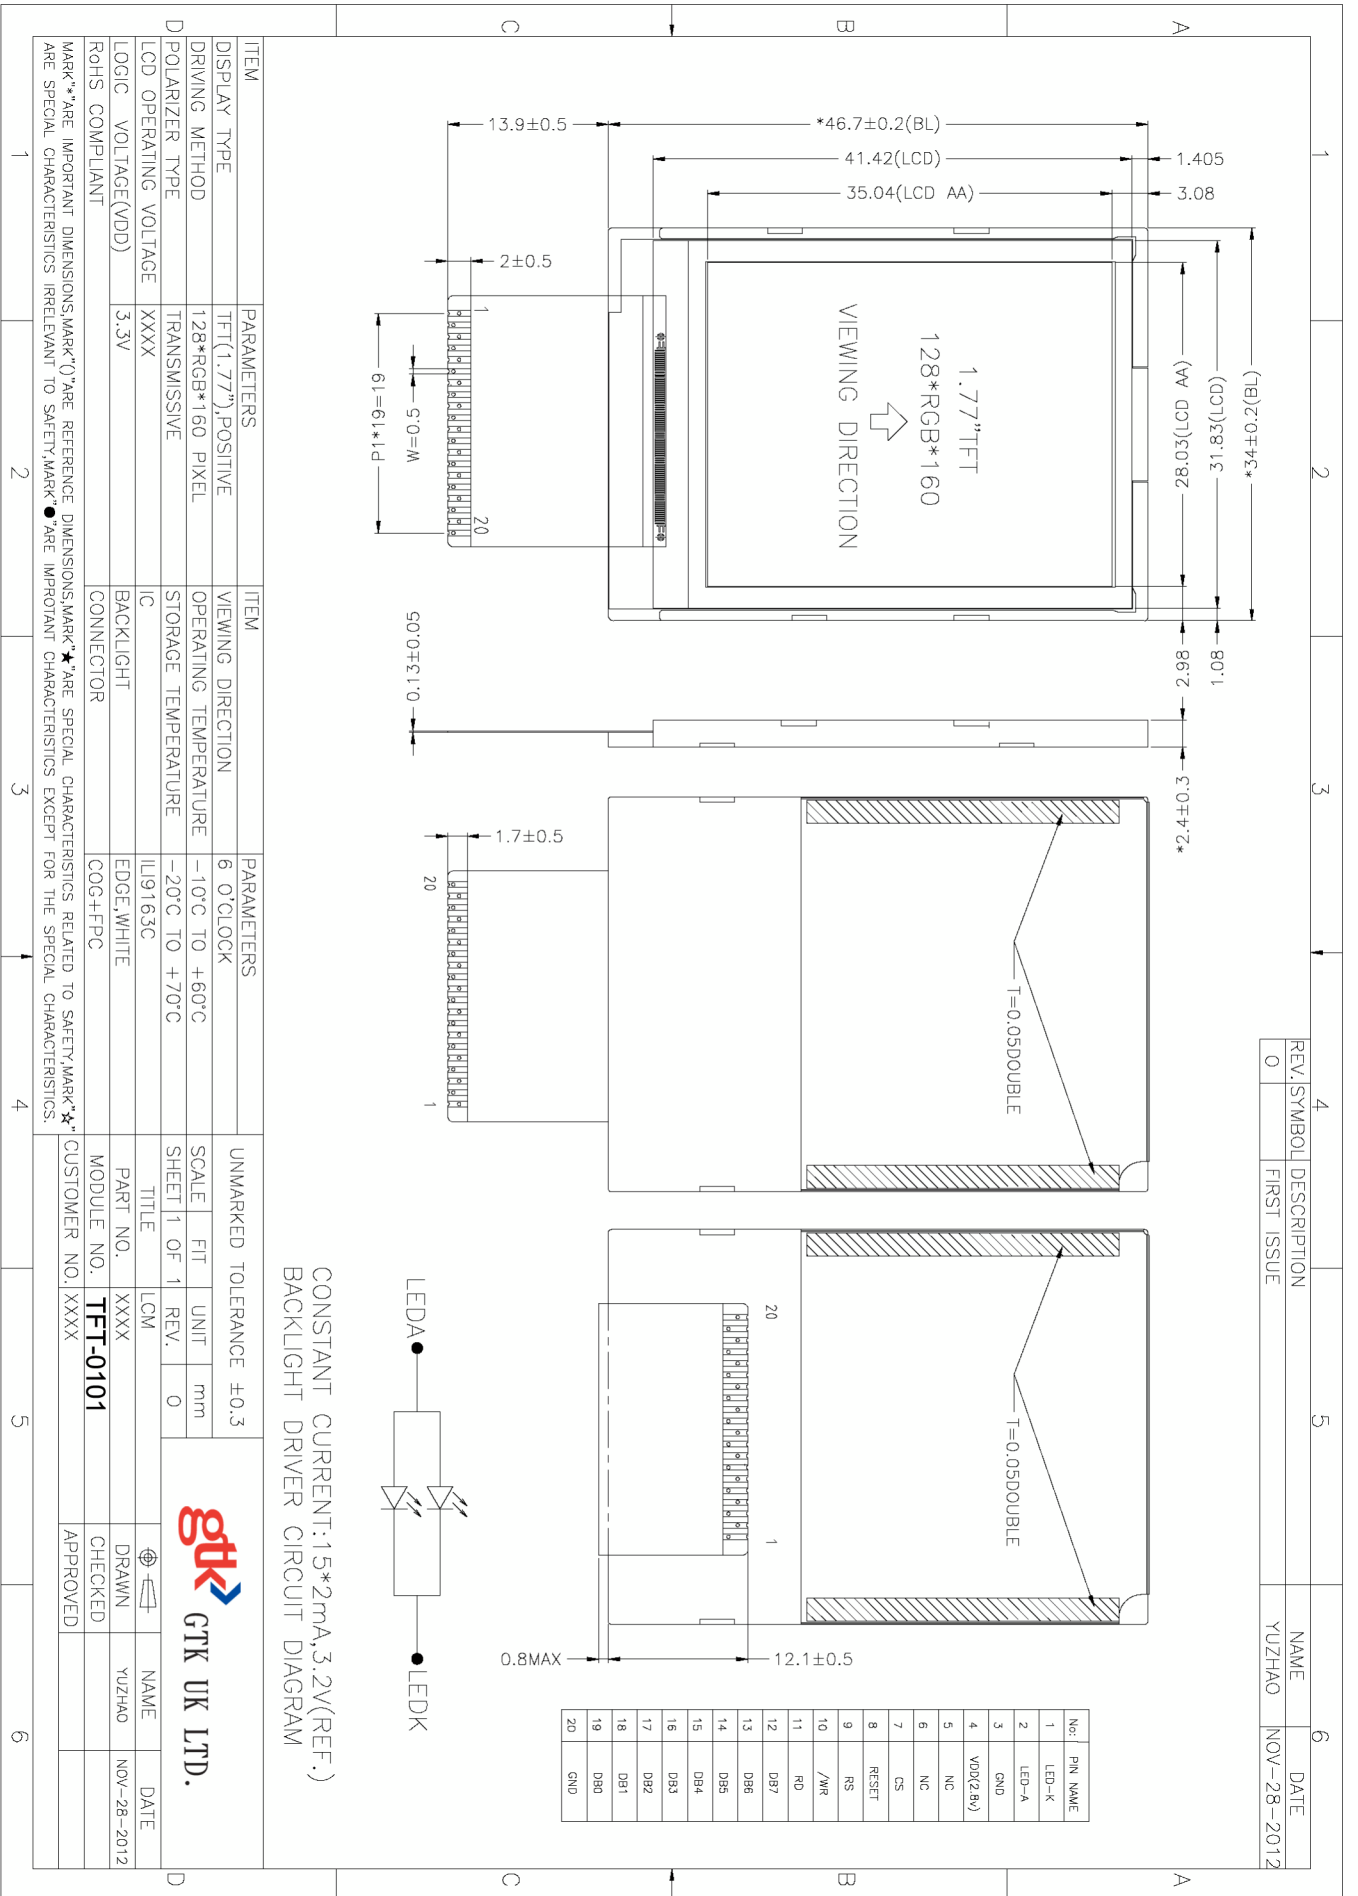 A
B
C
D
1
2
3
4
5
6
REV. SYMBOL DESCRIPTION NAME DATE
0 FIRST ISSUE YUZHAO NOV-28-2012
*34±0.2(BL)
31.83(LCD)
1.08
28.03(LCD AA)
2.98
*2.4±0.3
1.405
3.08
*46.7±0.2(BL)
41.42(LCD)
35.04(LCD AA)
13.9±0.5
2±0.5
1.77"TFT
128*RGB*160
VIEWING DIRECTION
1
20
W=0.5
P1*19=19
0.13±0.05
T=0.05DOUBLE
1.7±0.5
20
1
T=0.05DOUBLE
20
1
0.8MAX
12.1±0.5
No: PIN NAME
1 LED-K
2 LED-A
3 GND
4 VDD(2.8v)
5 NC
6 NC
7 CS
8 RESET
9 RS
10 /WR
11 RD
12 DB7
13 DB6
14 DB5
15 DB4
16 DB3
17 DB2
18 DB1
19 DB0
20 GND
LEDA
LEDK
CONSTANT CURRENT:15*2mA,3.2V(REF.)
BACKLIGHT DRIVER CIRCUIT DIAGRAM
ITEM PARAMETERS ITEM PARAMETERS
DISPLAY TYPE TFT(1.77"),POSITIVE VIEWING DIRECTION 6 O'CLOCK
DRIVING METHOD 128*RGB*160 PIXEL OPERATING TEMPERATURE -10°C TO +60°C
POLARIZER TYPE TRANSMISSIVE STORAGE TEMPERATURE -20°C TO +70°C
LCD OPERATING VOLTAGE XXXX IC ILI9163C
LOGIC VOLTAGE(VDD) 3.3V BACKLIGHT EDGE,WHITE
RoHS COMPLIANT CONNECTOR COG+FPC
MARK"*"ARE IMPORTANT DIMENSIONS,MARK"()"ARE REFERENCE DIMENSIONS,MARK"★"ARE SPECIAL CHARACTERISTICS RELATED TO SAFETY,MARK"☆"
ARE SPECIAL CHARACTERISTICS IRRELEVANT TO SAFETY,MARK"●"ARE IMPROTANT CHARACTERISTICS EXCEPT FOR THE SPECIAL CHARACTERISTICS.
UNMARKED TOLERANCE ±0.3
SCALE FIT UNIT mm
SHEET 1 OF 1 REV. 0
TITLE LCM
PART NO. XXXX
MODULE NO. TFT-0101
CUSTOMER NO. XXXX
gtk GTK UK LTD.
NAME DATE
DRAWN YUZHAO NOV-28-2012
CHECKED
APPROVED
1
2
3
4
5
6
A
B
C
D